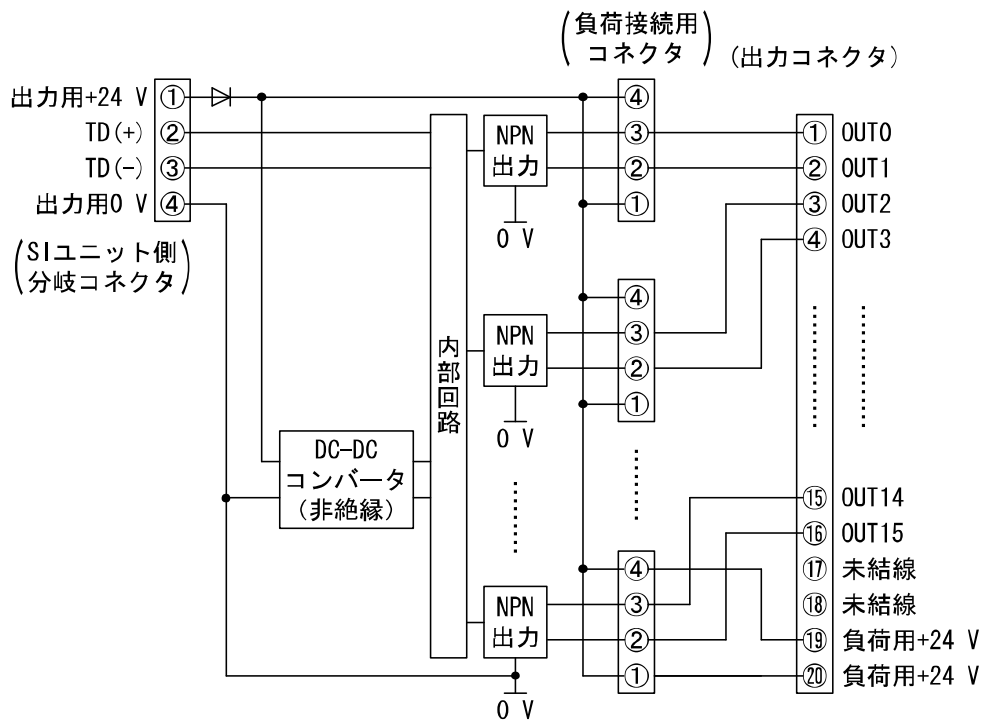 (負荷接続用
コネクタ)
(出力コネクタ)
出力用+24 V ①
TD(+) ②
TD(-) ③
出力用0 V ④
(SIユニット側
分岐コネクタ)
内部回路
DC-DC
コンバータ
(非絶縁)
NPN
出力
0 V
NPN
出力
0 V
NPN
出力
0 V
④
③
②
①
④
③
②
①
④
③
②
①
① OUT0
② OUT1
③ OUT2
④ OUT3
⑮ OUT14
⑯ OUT15
⑰ 未結線
⑱ 未結線
⑲ 負荷用+24 V
⑳ 負荷用+24 V